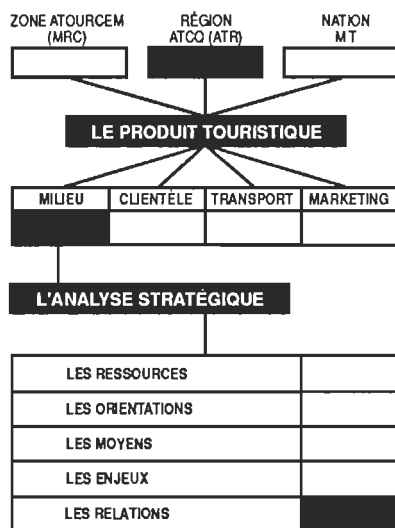 ZONE ATOURCEM
(MRC)
RÉGION
ATCQ (ATR)
NATION
MT
LE PRODUIT TOURISTIQUE
MILIEU CLIENTÈLE TRANSPORT MARKETING
L'ANALYSE STRATÉGIQUE
LES RESSOURCES
LES ORIENTATIONS
LES MOYENS
LES ENJEUX
LES RELATIONS